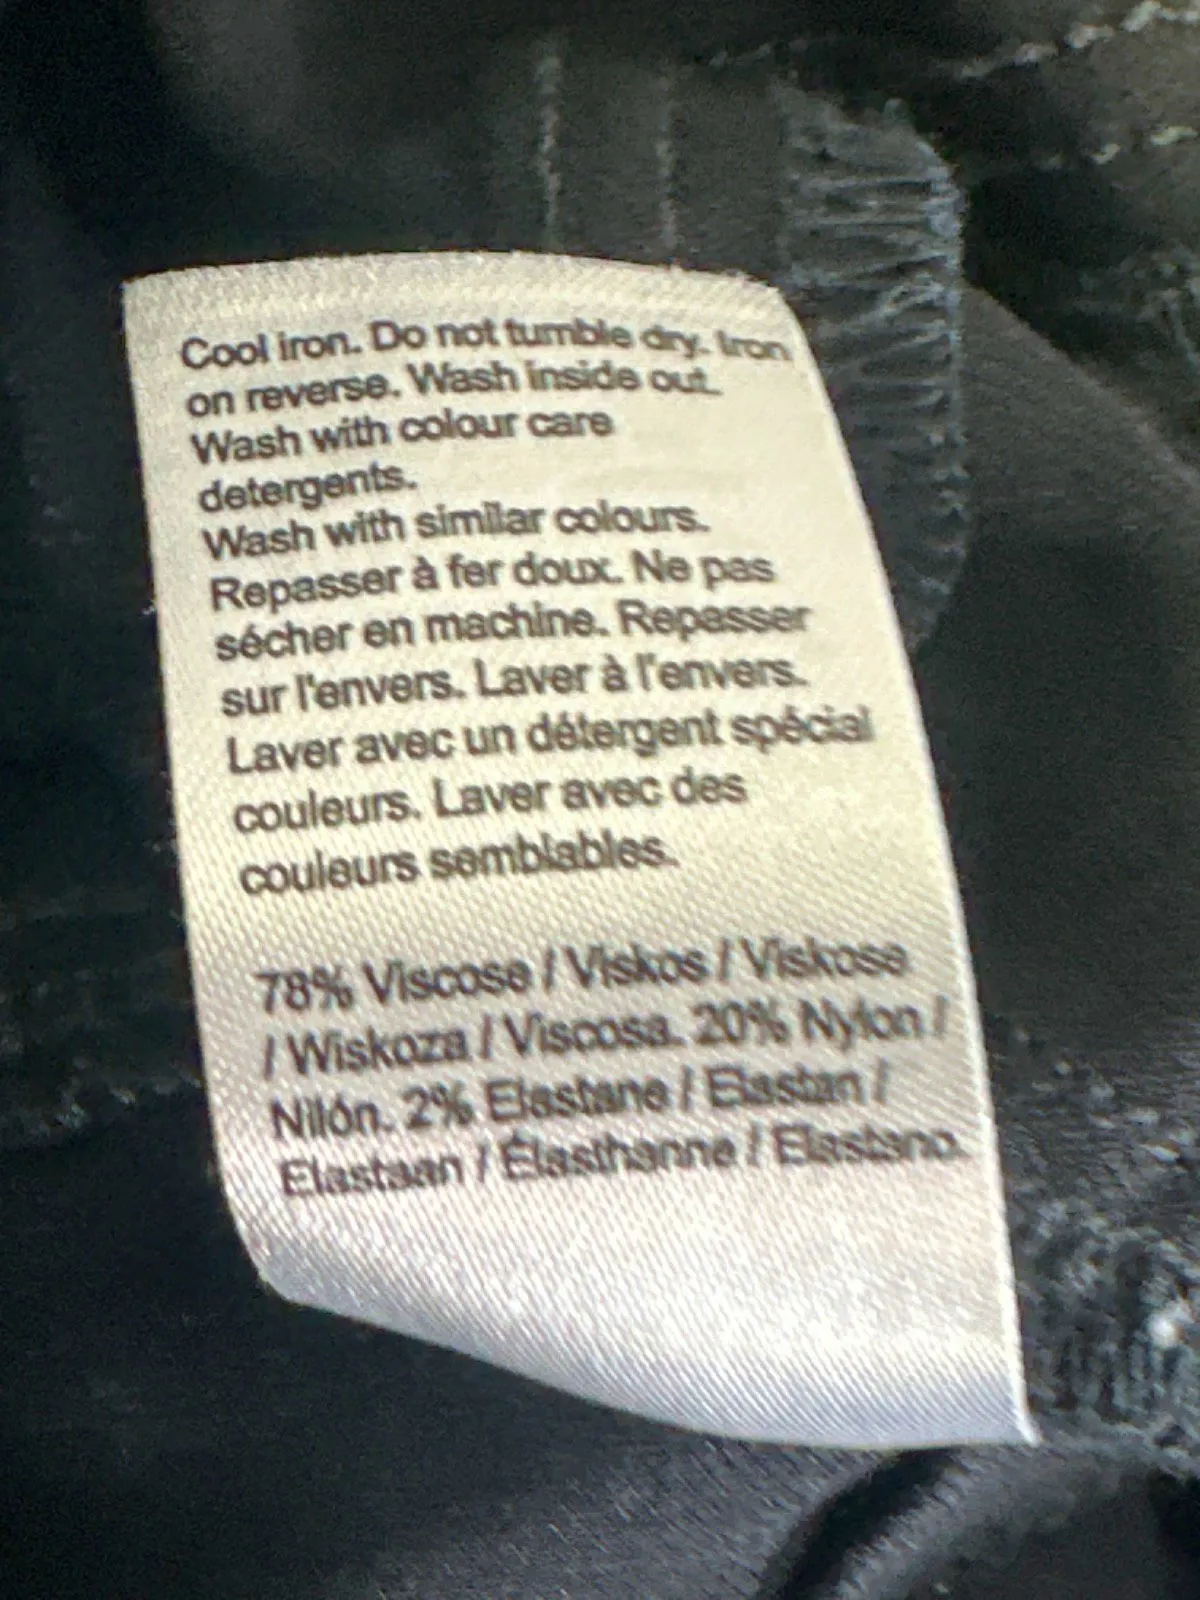 Cool iron. Do not tumble dry. Iron
on reverse. Wash inside out.
Wash with colour care
detergents.
Wash with similar colours.
Repasser à fer doux. Ne pas
sécher en machine. Repasser
sur l'envers. Laver à l'envers.
Laver avec un détergent spécial
couleurs. Laver avec des
couleurs semblables.
78% Viscose / Viskos / Viskose
/ Wiskoza / Viscosa. 20% Nylon /
Nilón. 2% Elastane / Elastan /
Elastaan / Élasthanne / Elastano.